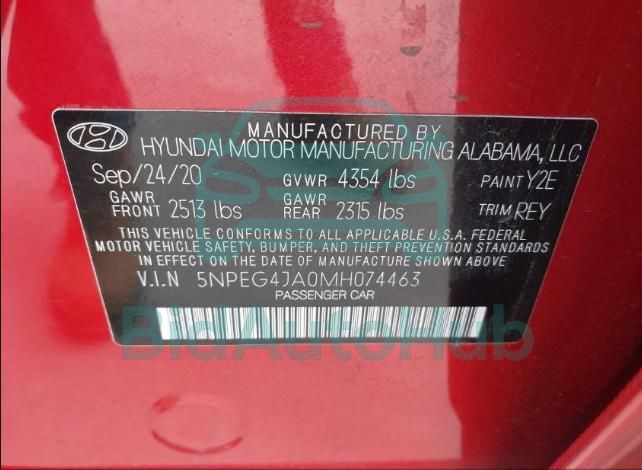 MANUFACTURED BY
HYUNDAI MOTOR MANUFACTURING ALABAMA, LLC
Sep/24/20 GVWR 4354 lbs PAINT Y2E
GAWR FRONT 2513 lbs GAWR REAR 2315 lbs TRIM REY
THIS VEHICLE CONFORMS TO ALL APPLICABLE U.S.A. FEDERAL
MOTOR VEHICLE SAFETY, BUMPER, AND THEFT PREVENTION STANDARDS
IN EFFECT ON THE DATE OF MANUFACTURE SHOWN ABOVE.
V.I.N 5NPEG4JA0MH074463
PASSENGER CAR
BidAutoHub